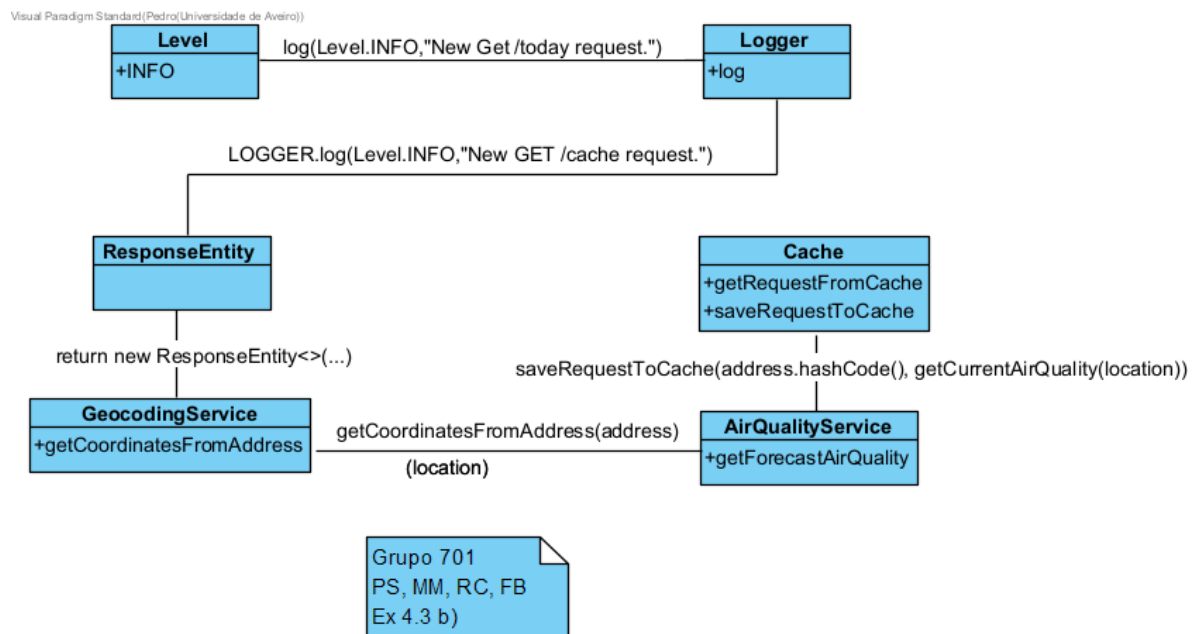 Visual Paradigm Standard(Pedro(Universidade de Aveiro))
Level
+INFO
log(Level.INFO,"New Get /today request.")
Logger
+log
LOGGER.log(Level.INFO,"New GET /cache request.")
ResponseEntity
Cache
+getRequestFromCache
+saveRequestToCache
return new ResponseEntity<>(...)
saveRequestToCache(address.hashCode(), getCurrentAirQuality(location))
GeocodingService
+getCoordinatesFromAddress
getCoordinatesFromAddress(address)
(location)
AirQualityService
+getForecastAirQuality
Grupo 701
PS, MM, RC, FB
Ex 4.3 b)